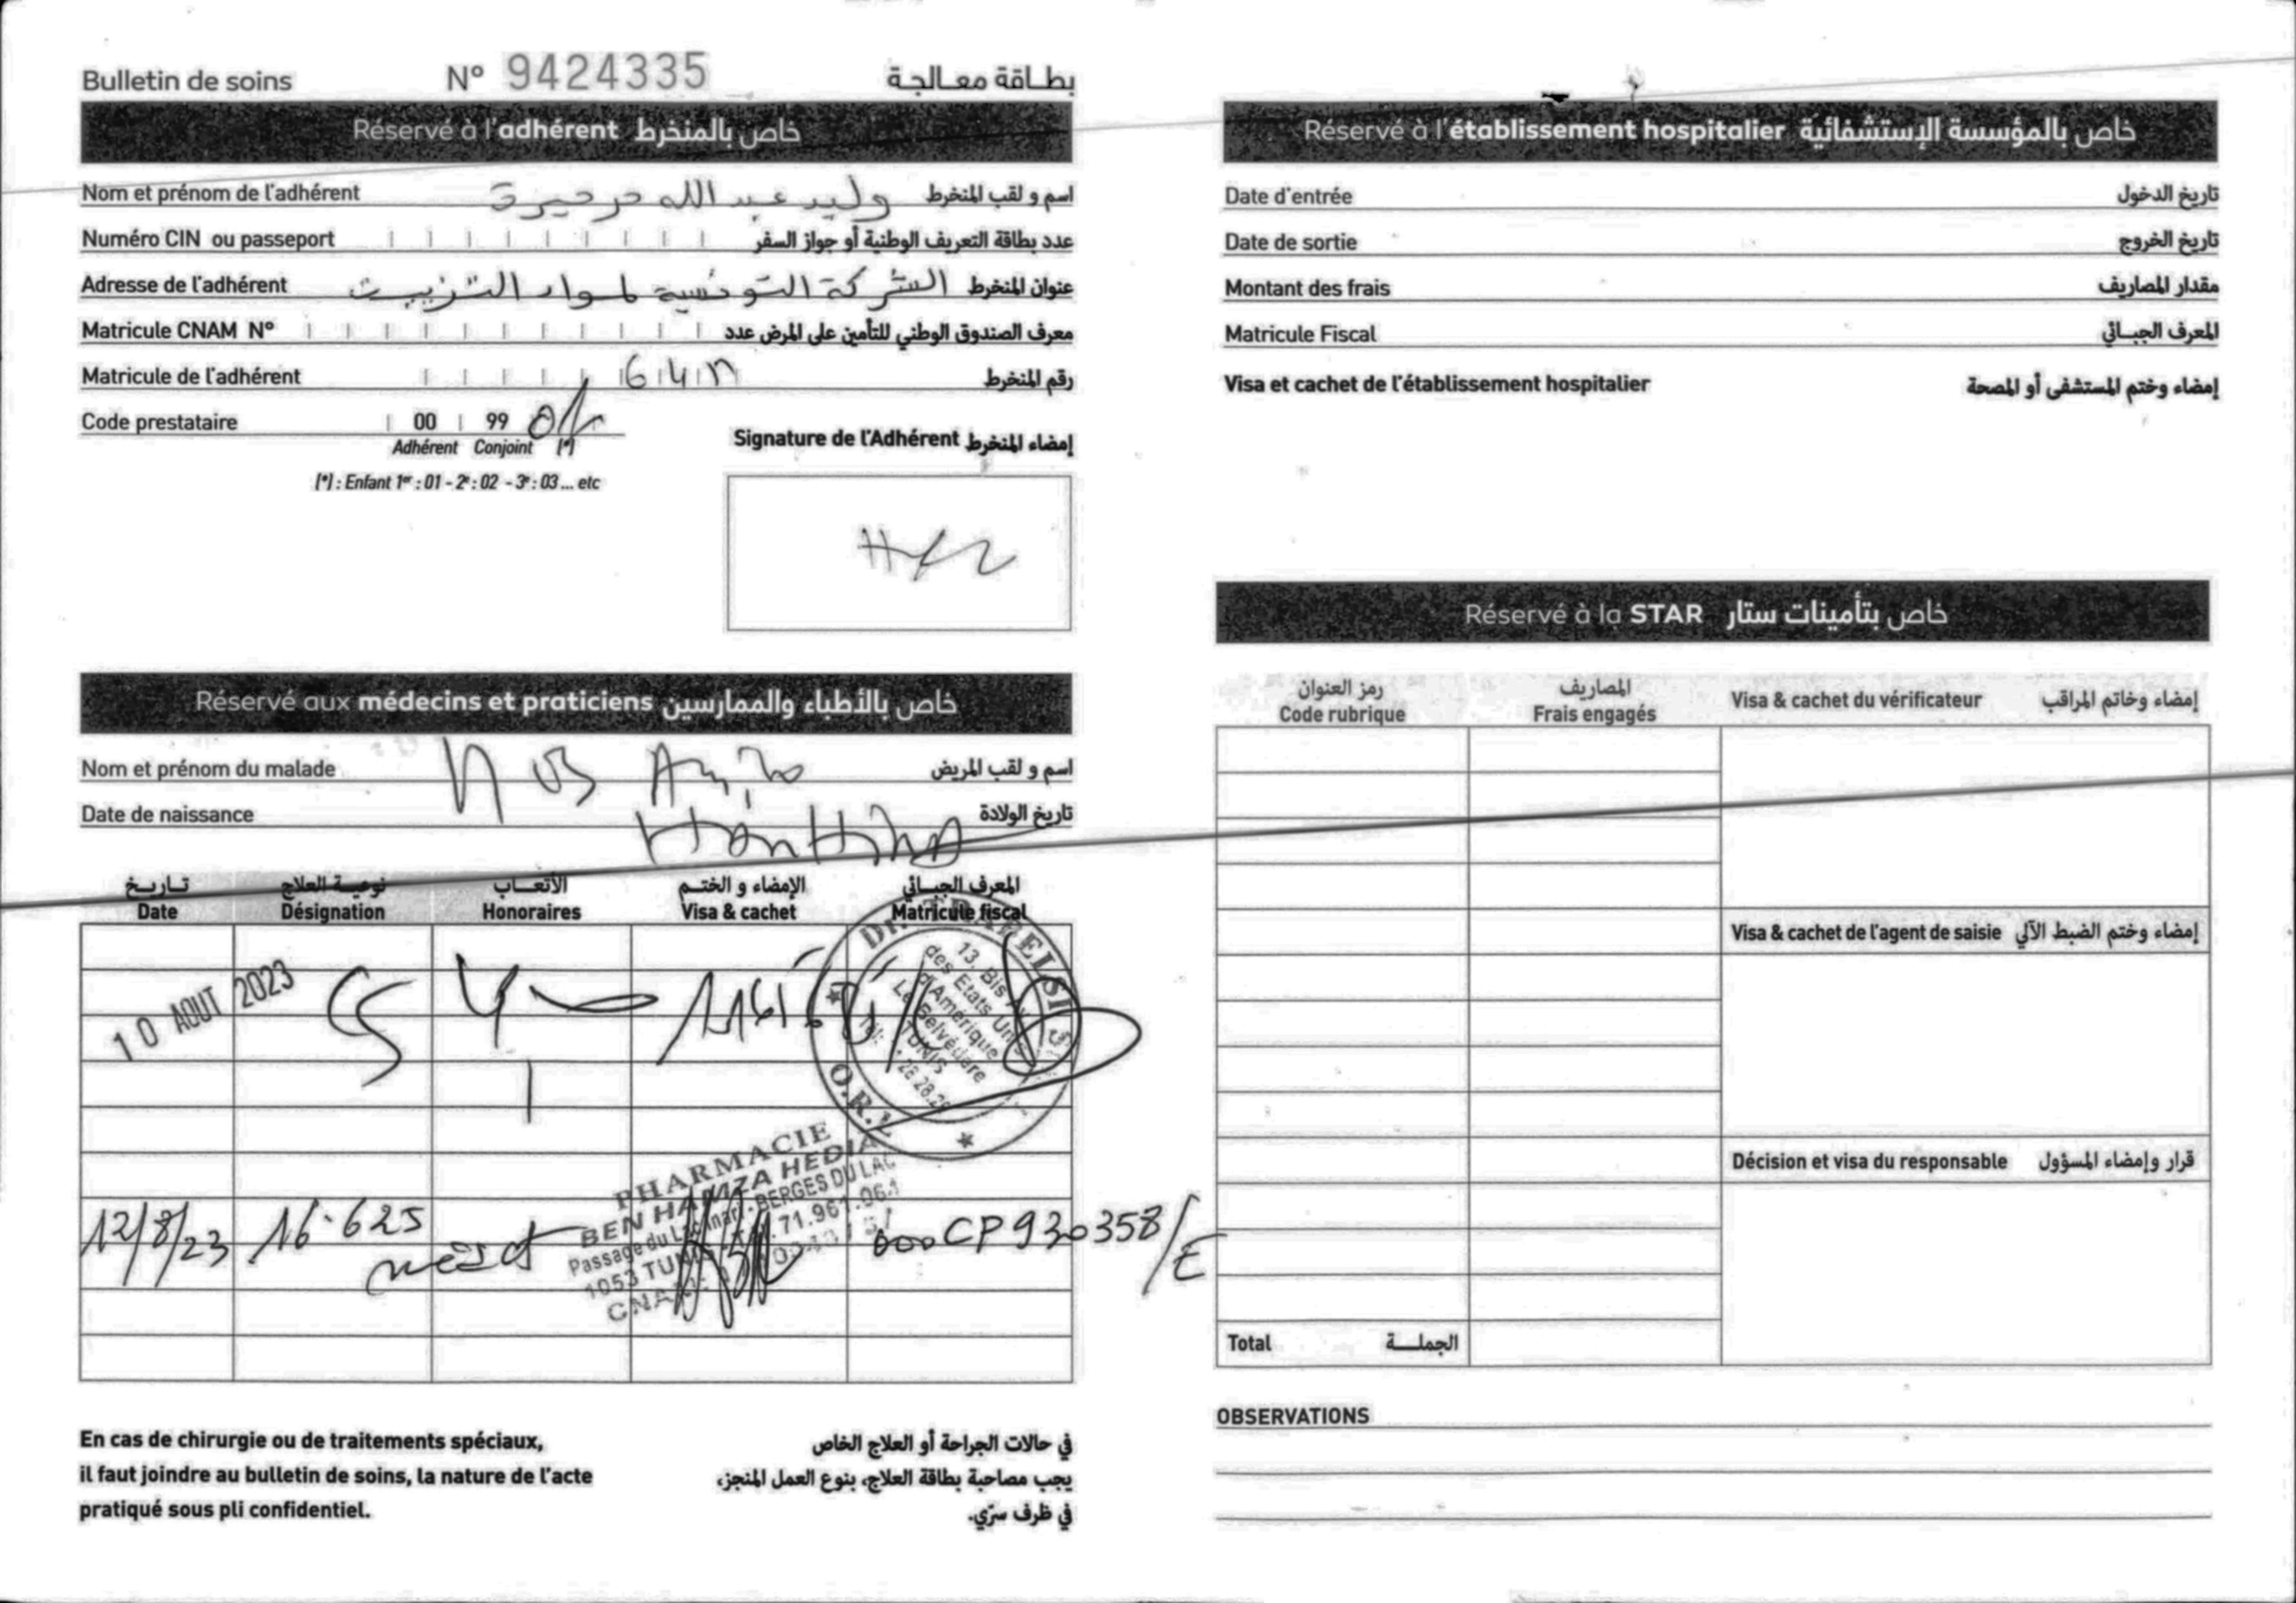 Bulletin de soins N° 9424335 بطاقة معالجة
Réservé à l'adhérent خاص بالمنخرط
Nom et prénom de l'adhérent وليد عبد الله اسم و لقب المنخرط
Numéro CIN ou passeport عدد بطاقة التعريف الوطنية أو جواز السفر
Adresse de l'adhérent الشركة التونسية لمواد التزييت عنوان المنخرط
Matricule CNAM N° معرف الصندوق الوطني للتأمين على المرض عدد
Matricule de l'adhérent رقم المنخرط
Code prestataire 00 99
Adhérent Conjoint (*)
(*) : Enfant 1er : 01 - 2e : 02 - 3e : 03 ... etc
Signature de l'Adhérent إمضاء المنخرط
Réservé aux médecins et praticiens خاص بالأطباء والممارسين
Nom et prénom du malade اسم و لقب المريض
Date de naissance تاريخ الولادة
تاريخ نوعية العلاج الأتعاب الإمضاء و الختم المعرف الجبائي
Date Désignation Honoraires Visa & cachet Matricule fiscal
10 AOUT 2023
13, Bis
des Etats Unis
d'Amérique
Le Belvédère
TUNIS
O.R.L
PHARMACIE
BEN HAMZA HEDIA
Passage du Lac - BERGES DU LAC
1053 TUNIS 71.961.061
12/8/23 16.625 000CP930358/E
En cas de chirurgie ou de traitements spéciaux,
il faut joindre au bulletin de soins, la nature de l'acte
pratiqué sous pli confidentiel.
في حالات الجراحة أو العلاج الخاص
يجب مصاحبة بطاقة العلاج، بنوع العمل المنجز،
في ظرف سرّي.
Réservé à l'établissement hospitalier خاص بالمؤسسة الإستشفائية
Date d'entrée تاريخ الدخول
Date de sortie تاريخ الخروج
Montant des frais مقدار المصاريف
Matricule Fiscal المعرف الجبائي
Visa et cachet de l'établissement hospitalier إمضاء وختم المستشفى أو المصحة
Réservé à la STAR خاص بتأمينات ستار
رمز العنوان المصاريف
Code rubrique Frais engagés Visa & cachet du vérificateur إمضاء وخاتم المراقب
Visa & cachet de l'agent de saisie إمضاء وختم الضبط الآلي
Décision et visa du responsable قرار وإمضاء المسؤول
Total الجملة
OBSERVATIONS